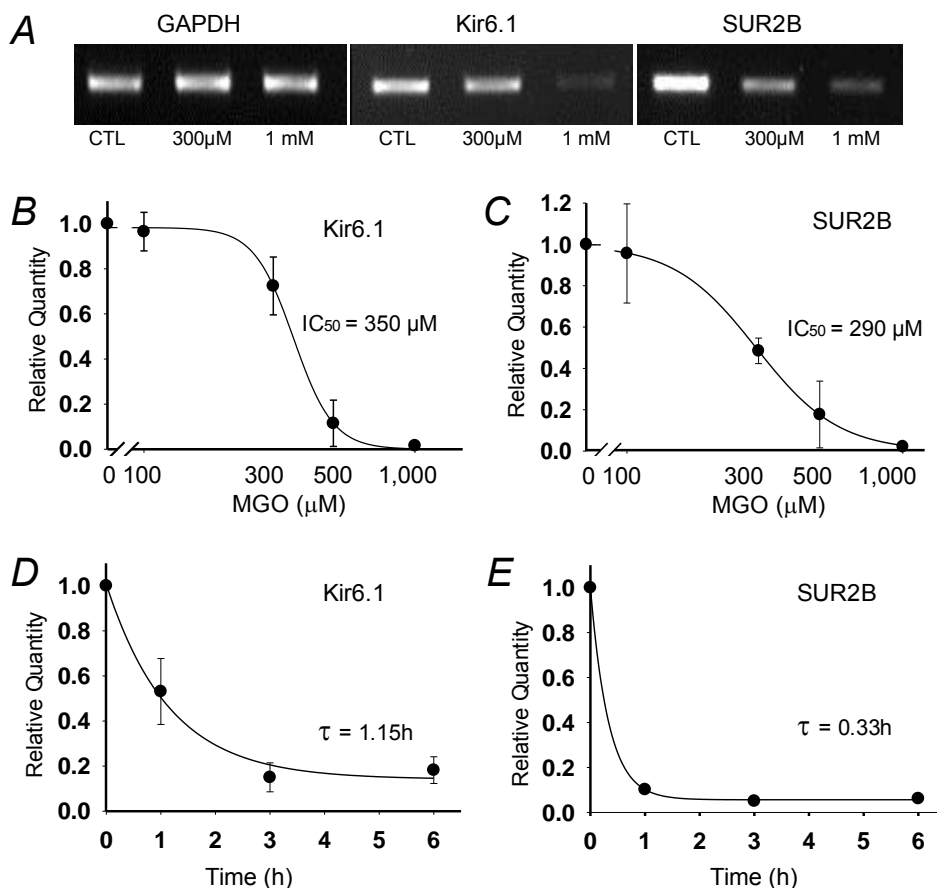 A
GAPDH
Kir6.1
SUR2B
CTL 300µM 1 mM
CTL 300µM 1 mM
CTL 300µM 1 mM
B
Kir6.1
Relative Quantity
1.0
0.8
0.6
0.4
0.2
0.0
IC50 = 350 µM
0 100 300 500 1,000
MGO (µM)
C
SUR2B
Relative Quantity
1.2
1.0
0.8
0.6
0.4
0.2
0.0
IC50 = 290 µM
0 100 300 500 1,000
MGO (µM)
D
Kir6.1
Relative Quantity
1.0
0.8
0.6
0.4
0.2
0.0
τ = 1.15h
0 1 2 3 4 5 6
Time (h)
E
SUR2B
Relative Quantity
1.0
0.8
0.6
0.4
0.2
0.0
τ = 0.33h
0 1 2 3 4 5 6
Time (h)